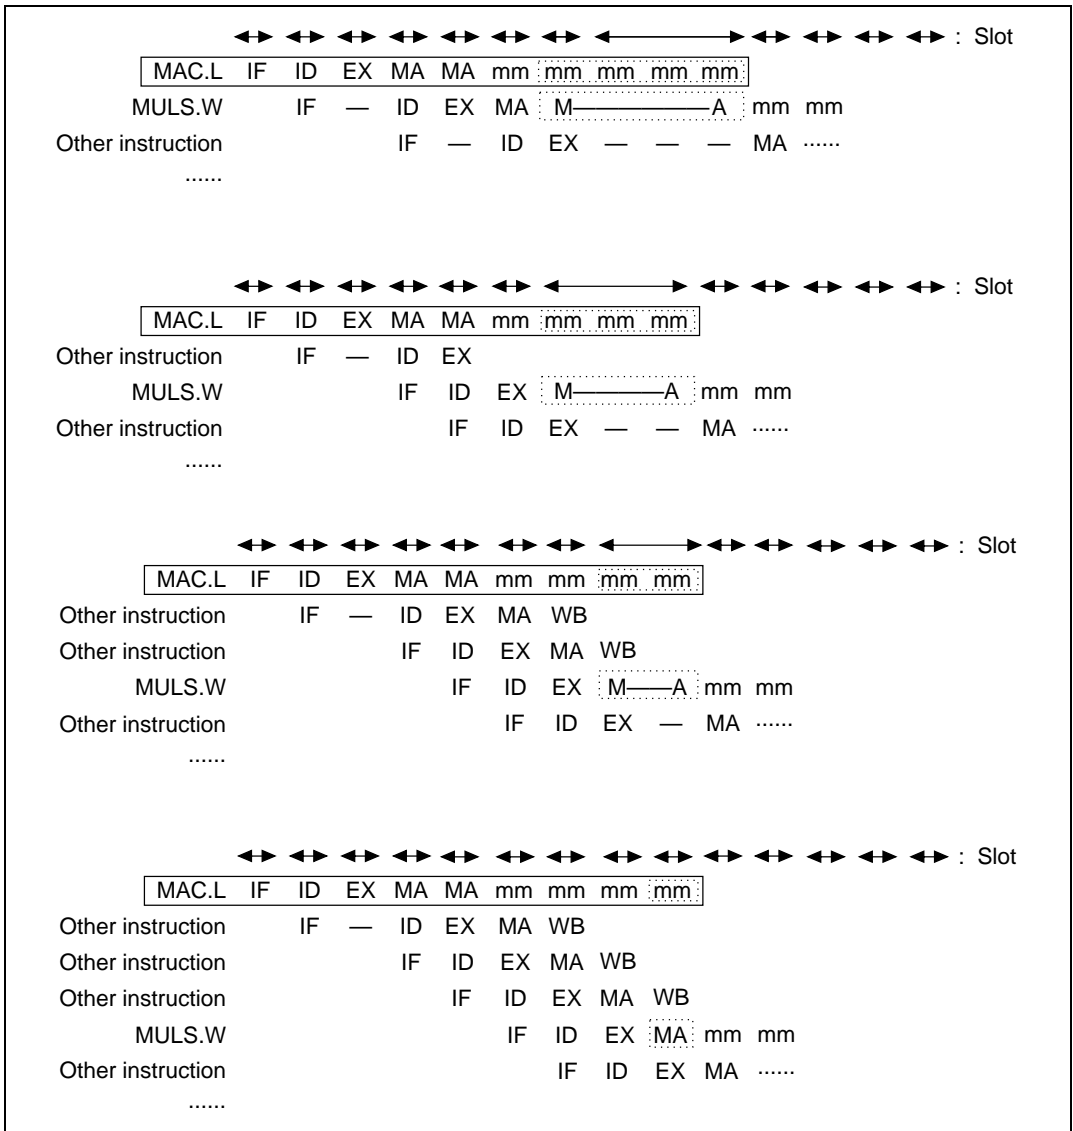 : Slot
MAC.L IF ID EX MA MA mm mm mm mm mm
MULS.W IF — ID EX MA M——————A mm mm
Other instruction IF — ID EX — — — MA ......
......
: Slot
MAC.L IF ID EX MA MA mm mm mm mm
Other instruction IF — ID EX
MULS.W IF ID EX M————A mm mm
Other instruction IF ID EX — — MA ......
......
: Slot
MAC.L IF ID EX MA MA mm mm mm mm
Other instruction IF — ID EX MA WB
Other instruction IF ID EX MA WB
MULS.W IF ID EX M——A mm mm
Other instruction IF ID EX — MA ......
......
: Slot
MAC.L IF ID EX MA MA mm mm mm mm
Other instruction IF — ID EX MA WB
Other instruction IF ID EX MA WB
Other instruction IF ID EX MA WB
MULS.W IF ID EX MA mm mm
Other instruction IF ID EX MA ......
......